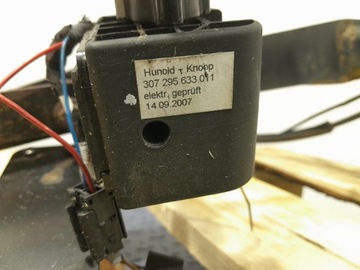 Hunold - Knoop
307 295 633 011
elektr. geprüft
14.09.2007